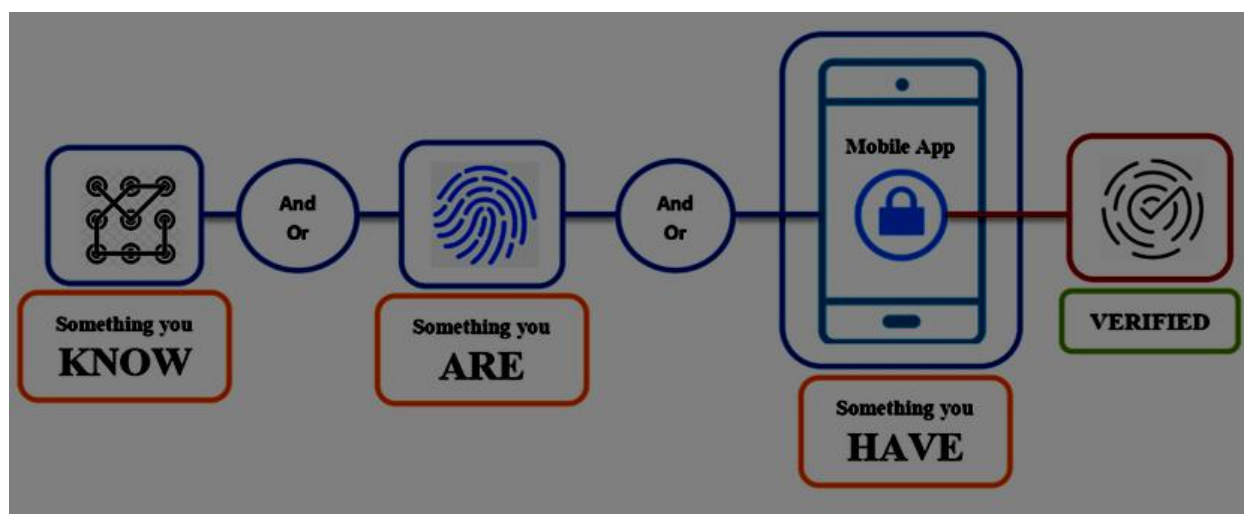 Something you
KNOW
And
Or
Something you
ARE
And
Or
Mobile App
Something you
HAVE
VERIFIED